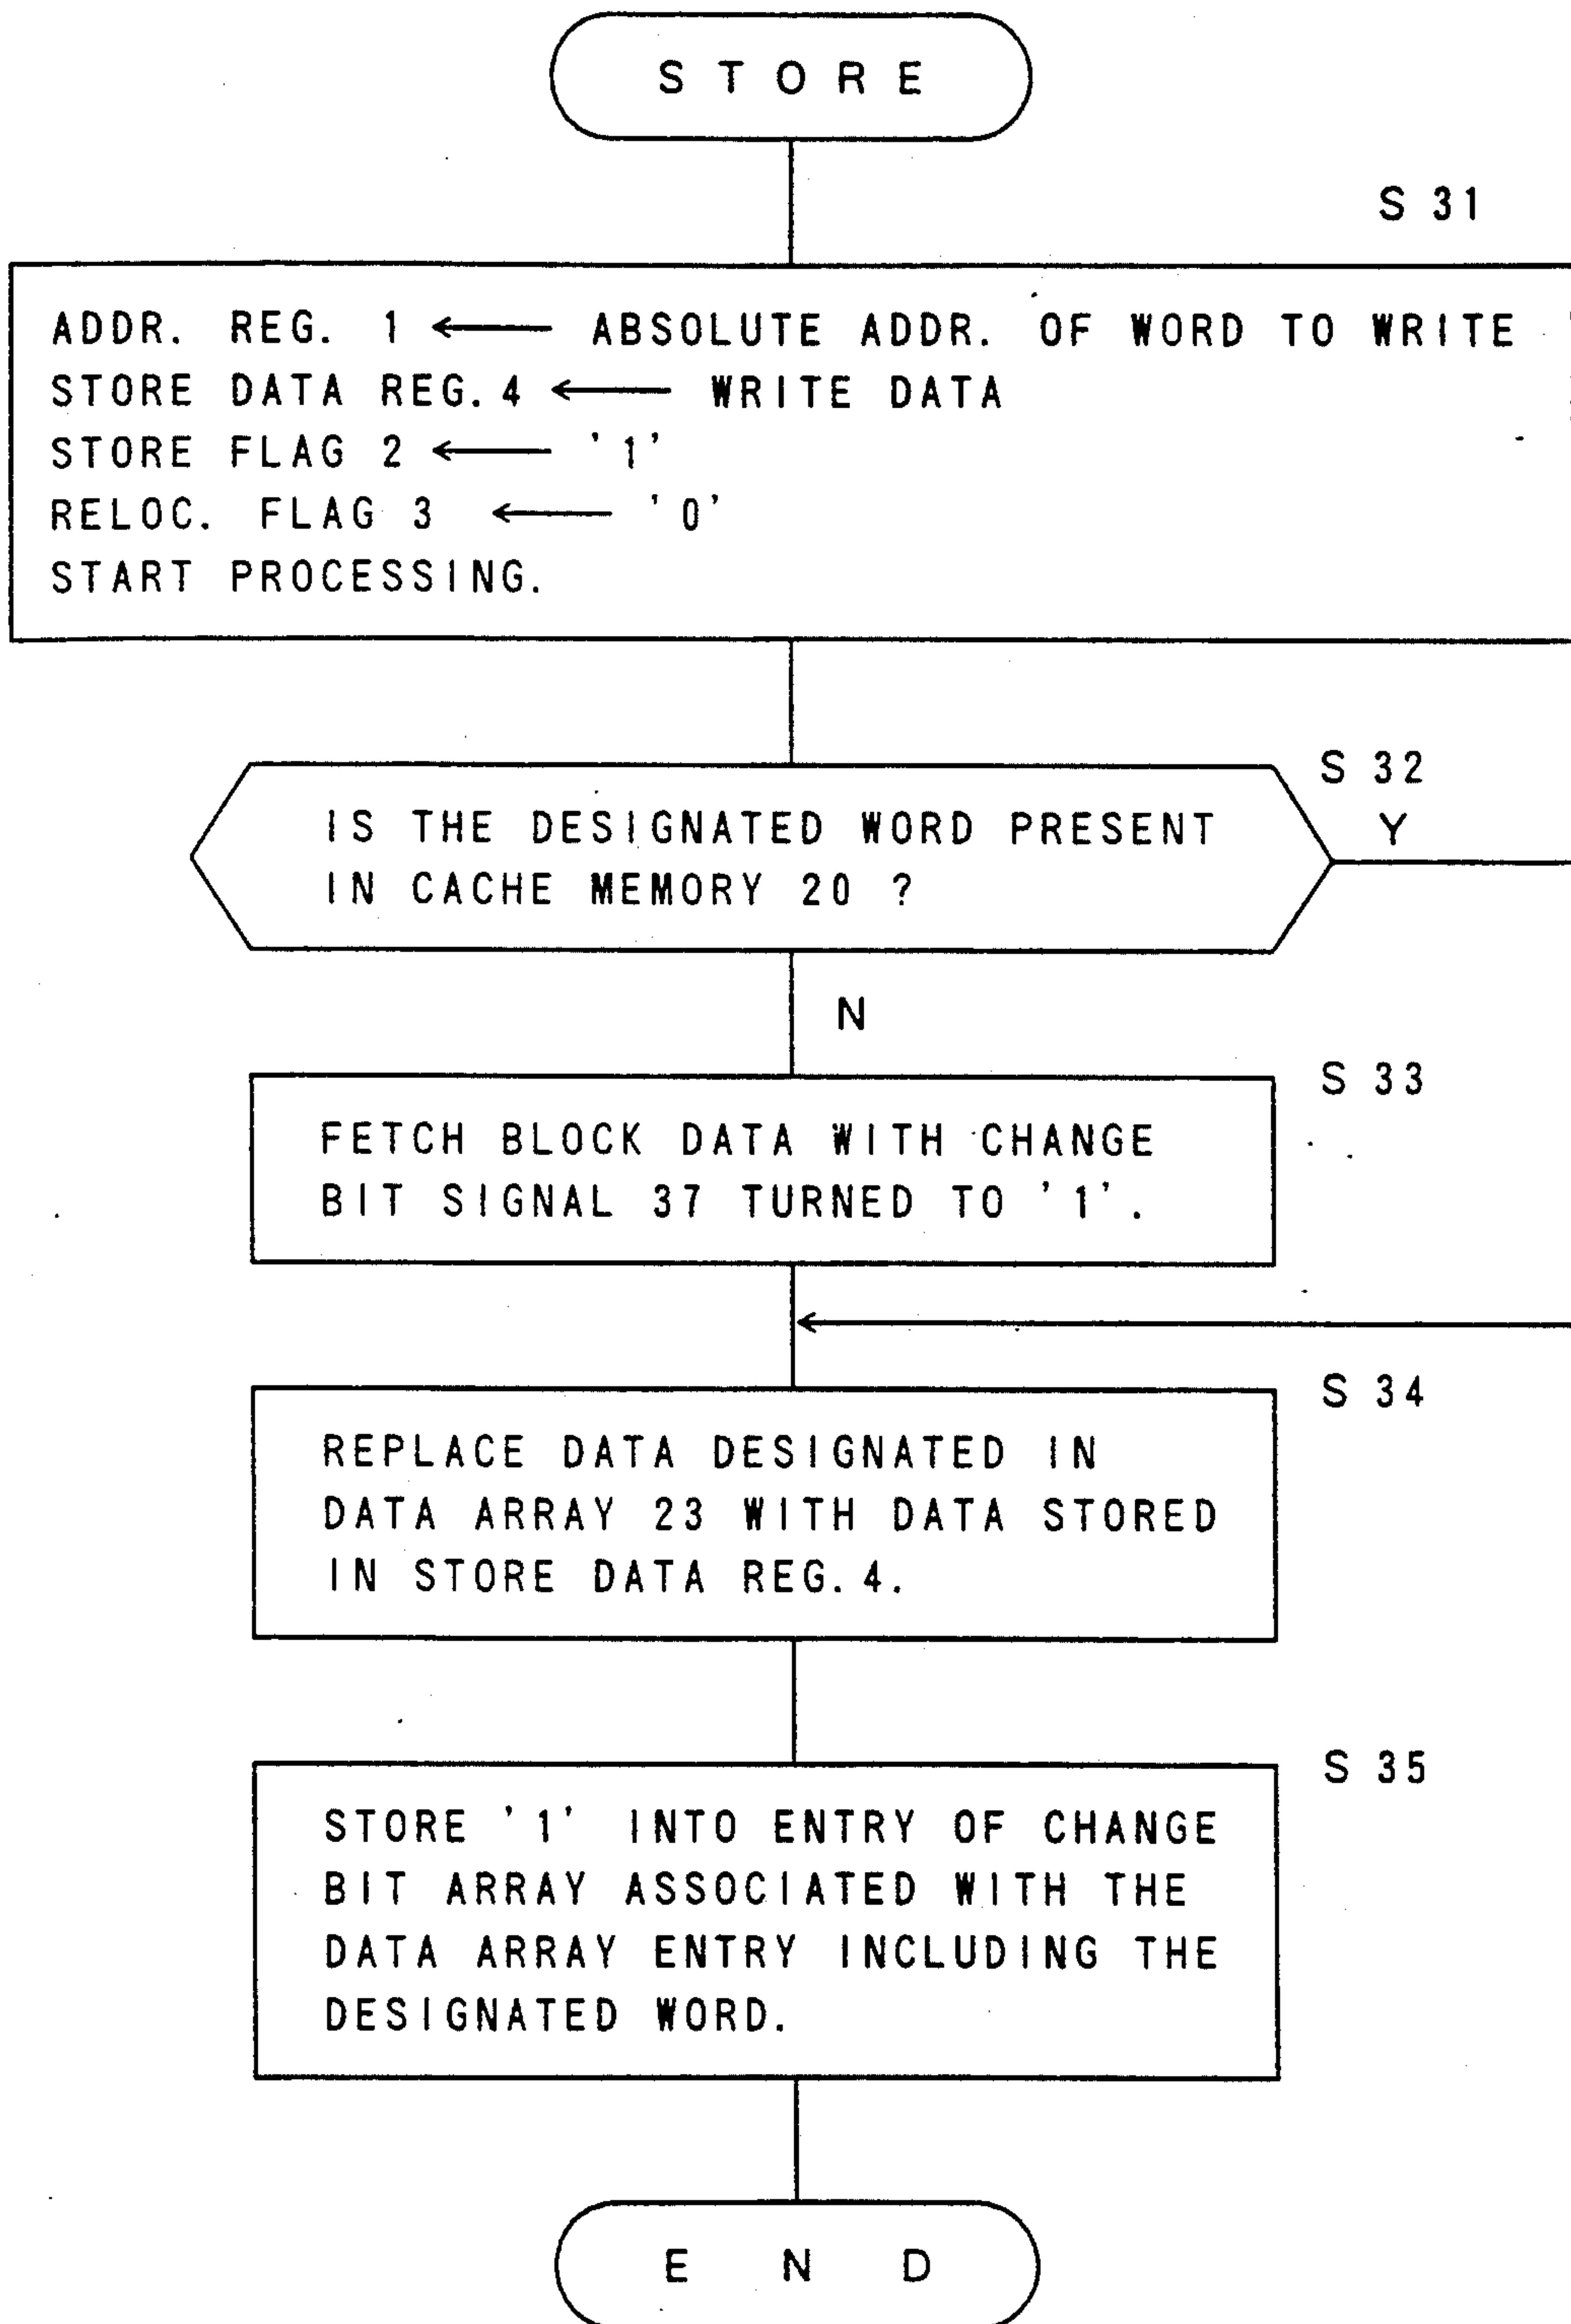 STORE
S 31
ADDR. REG. 1 ← ABSOLUTE ADDR. OF WORD TO WRITE
STORE DATA REG. 4 ← WRITE DATA
STORE FLAG 2 ← '1'
RELOC. FLAG 3 ← '0'
START PROCESSING.
S 32
IS THE DESIGNATED WORD PRESENT
IN CACHE MEMORY 20 ?
Y
N
S 33
FETCH BLOCK DATA WITH CHANGE
BIT SIGNAL 37 TURNED TO '1'.
S 34
REPLACE DATA DESIGNATED IN
DATA ARRAY 23 WITH DATA STORED
IN STORE DATA REG. 4.
S 35
STORE '1' INTO ENTRY OF CHANGE
BIT ARRAY ASSOCIATED WITH THE
DATA ARRAY ENTRY INCLUDING THE
DESIGNATED WORD.
END